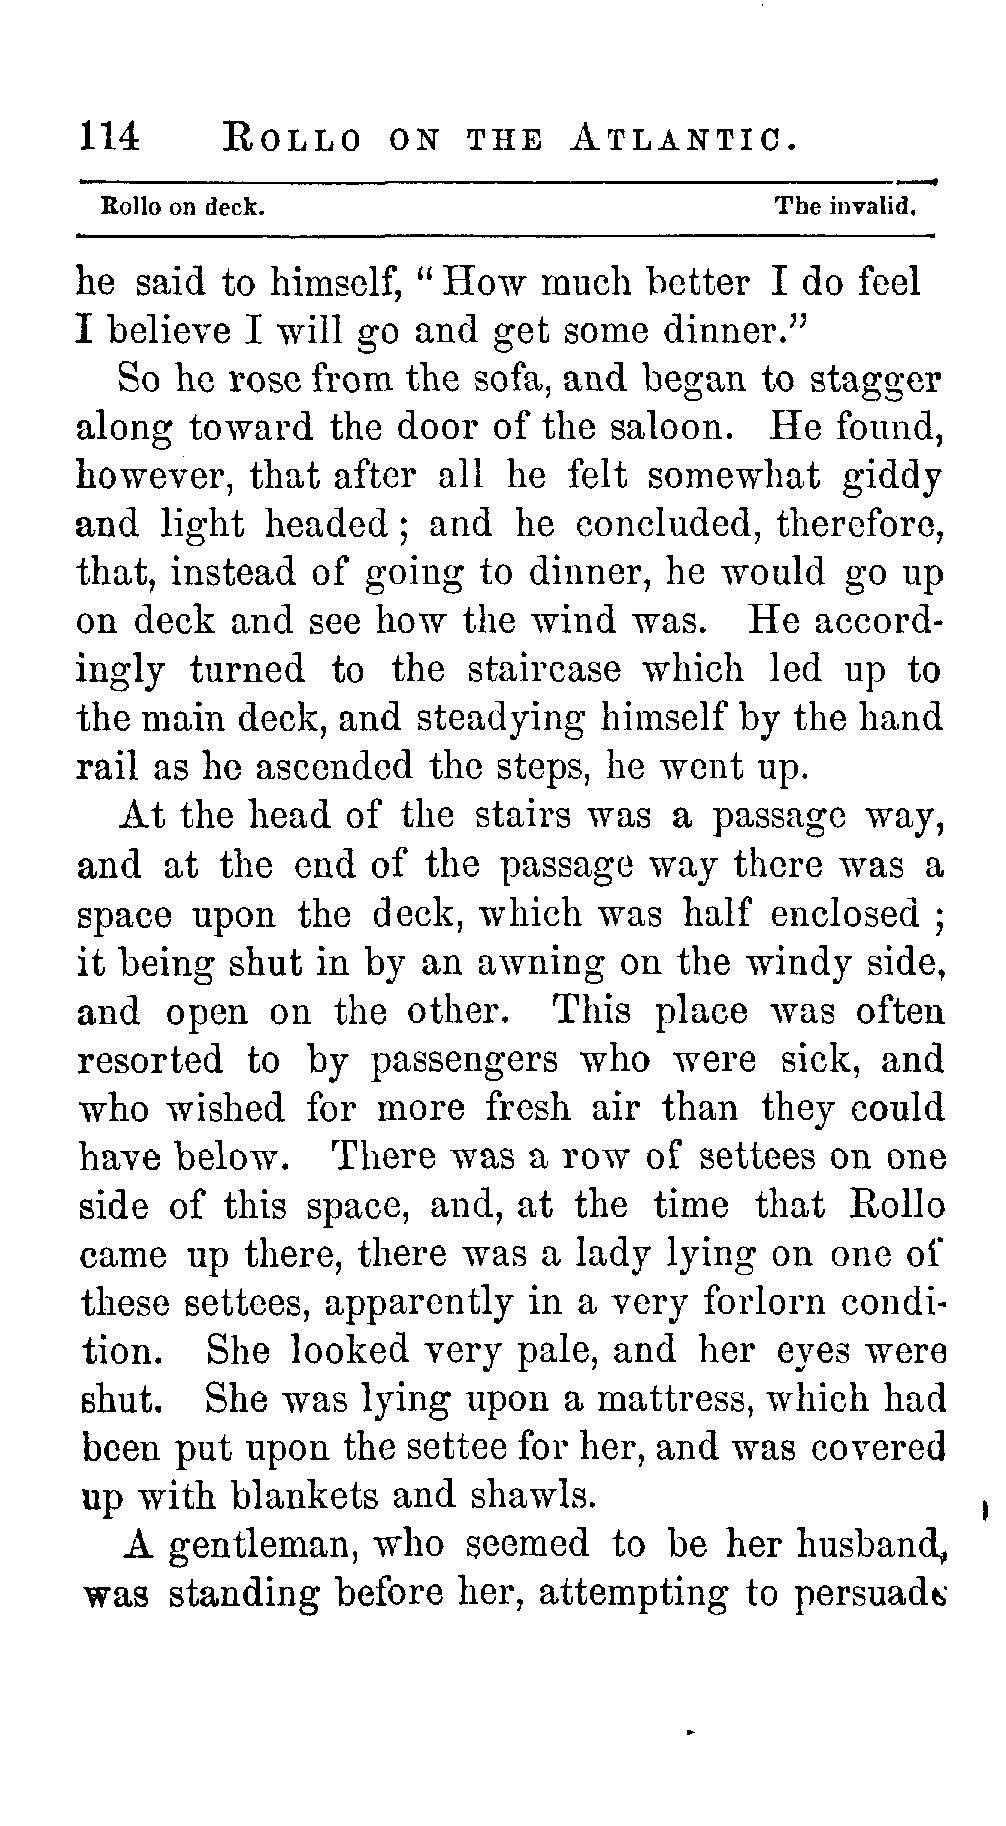 114 ROLLO ON THE ATLANTIC.
Rollo on deck. The invalid.
he said to himself, "How much better I do feel
I believe I will go and get some dinner."
So he rose from the sofa, and began to stagger
along toward the door of the saloon. He found,
however, that after all he felt somewhat giddy
and light headed; and he concluded, therefore,
that, instead of going to dinner, he would go up
on deck and see how the wind was. He accord-
ingly turned to the staircase which led up to
the main deck, and steadying himself by the hand
rail as he ascended the steps, he went up.
At the head of the stairs was a passage way,
and at the end of the passage way there was a
space upon the deck, which was half enclosed;
it being shut in by an awning on the windy side,
and open on the other. This place was often
resorted to by passengers who were sick, and
who wished for more fresh air than they could
have below. There was a row of settees on one
side of this space, and, at the time that Rollo
came up there, there was a lady lying on one of
these settees, apparently in a very forlorn condi-
tion. She looked very pale, and her eyes were
shut. She was lying upon a mattress, which had
been put upon the settee for her, and was covered
up with blankets and shawls.
A gentleman, who seemed to be her husband,
was standing before her, attempting to persuade